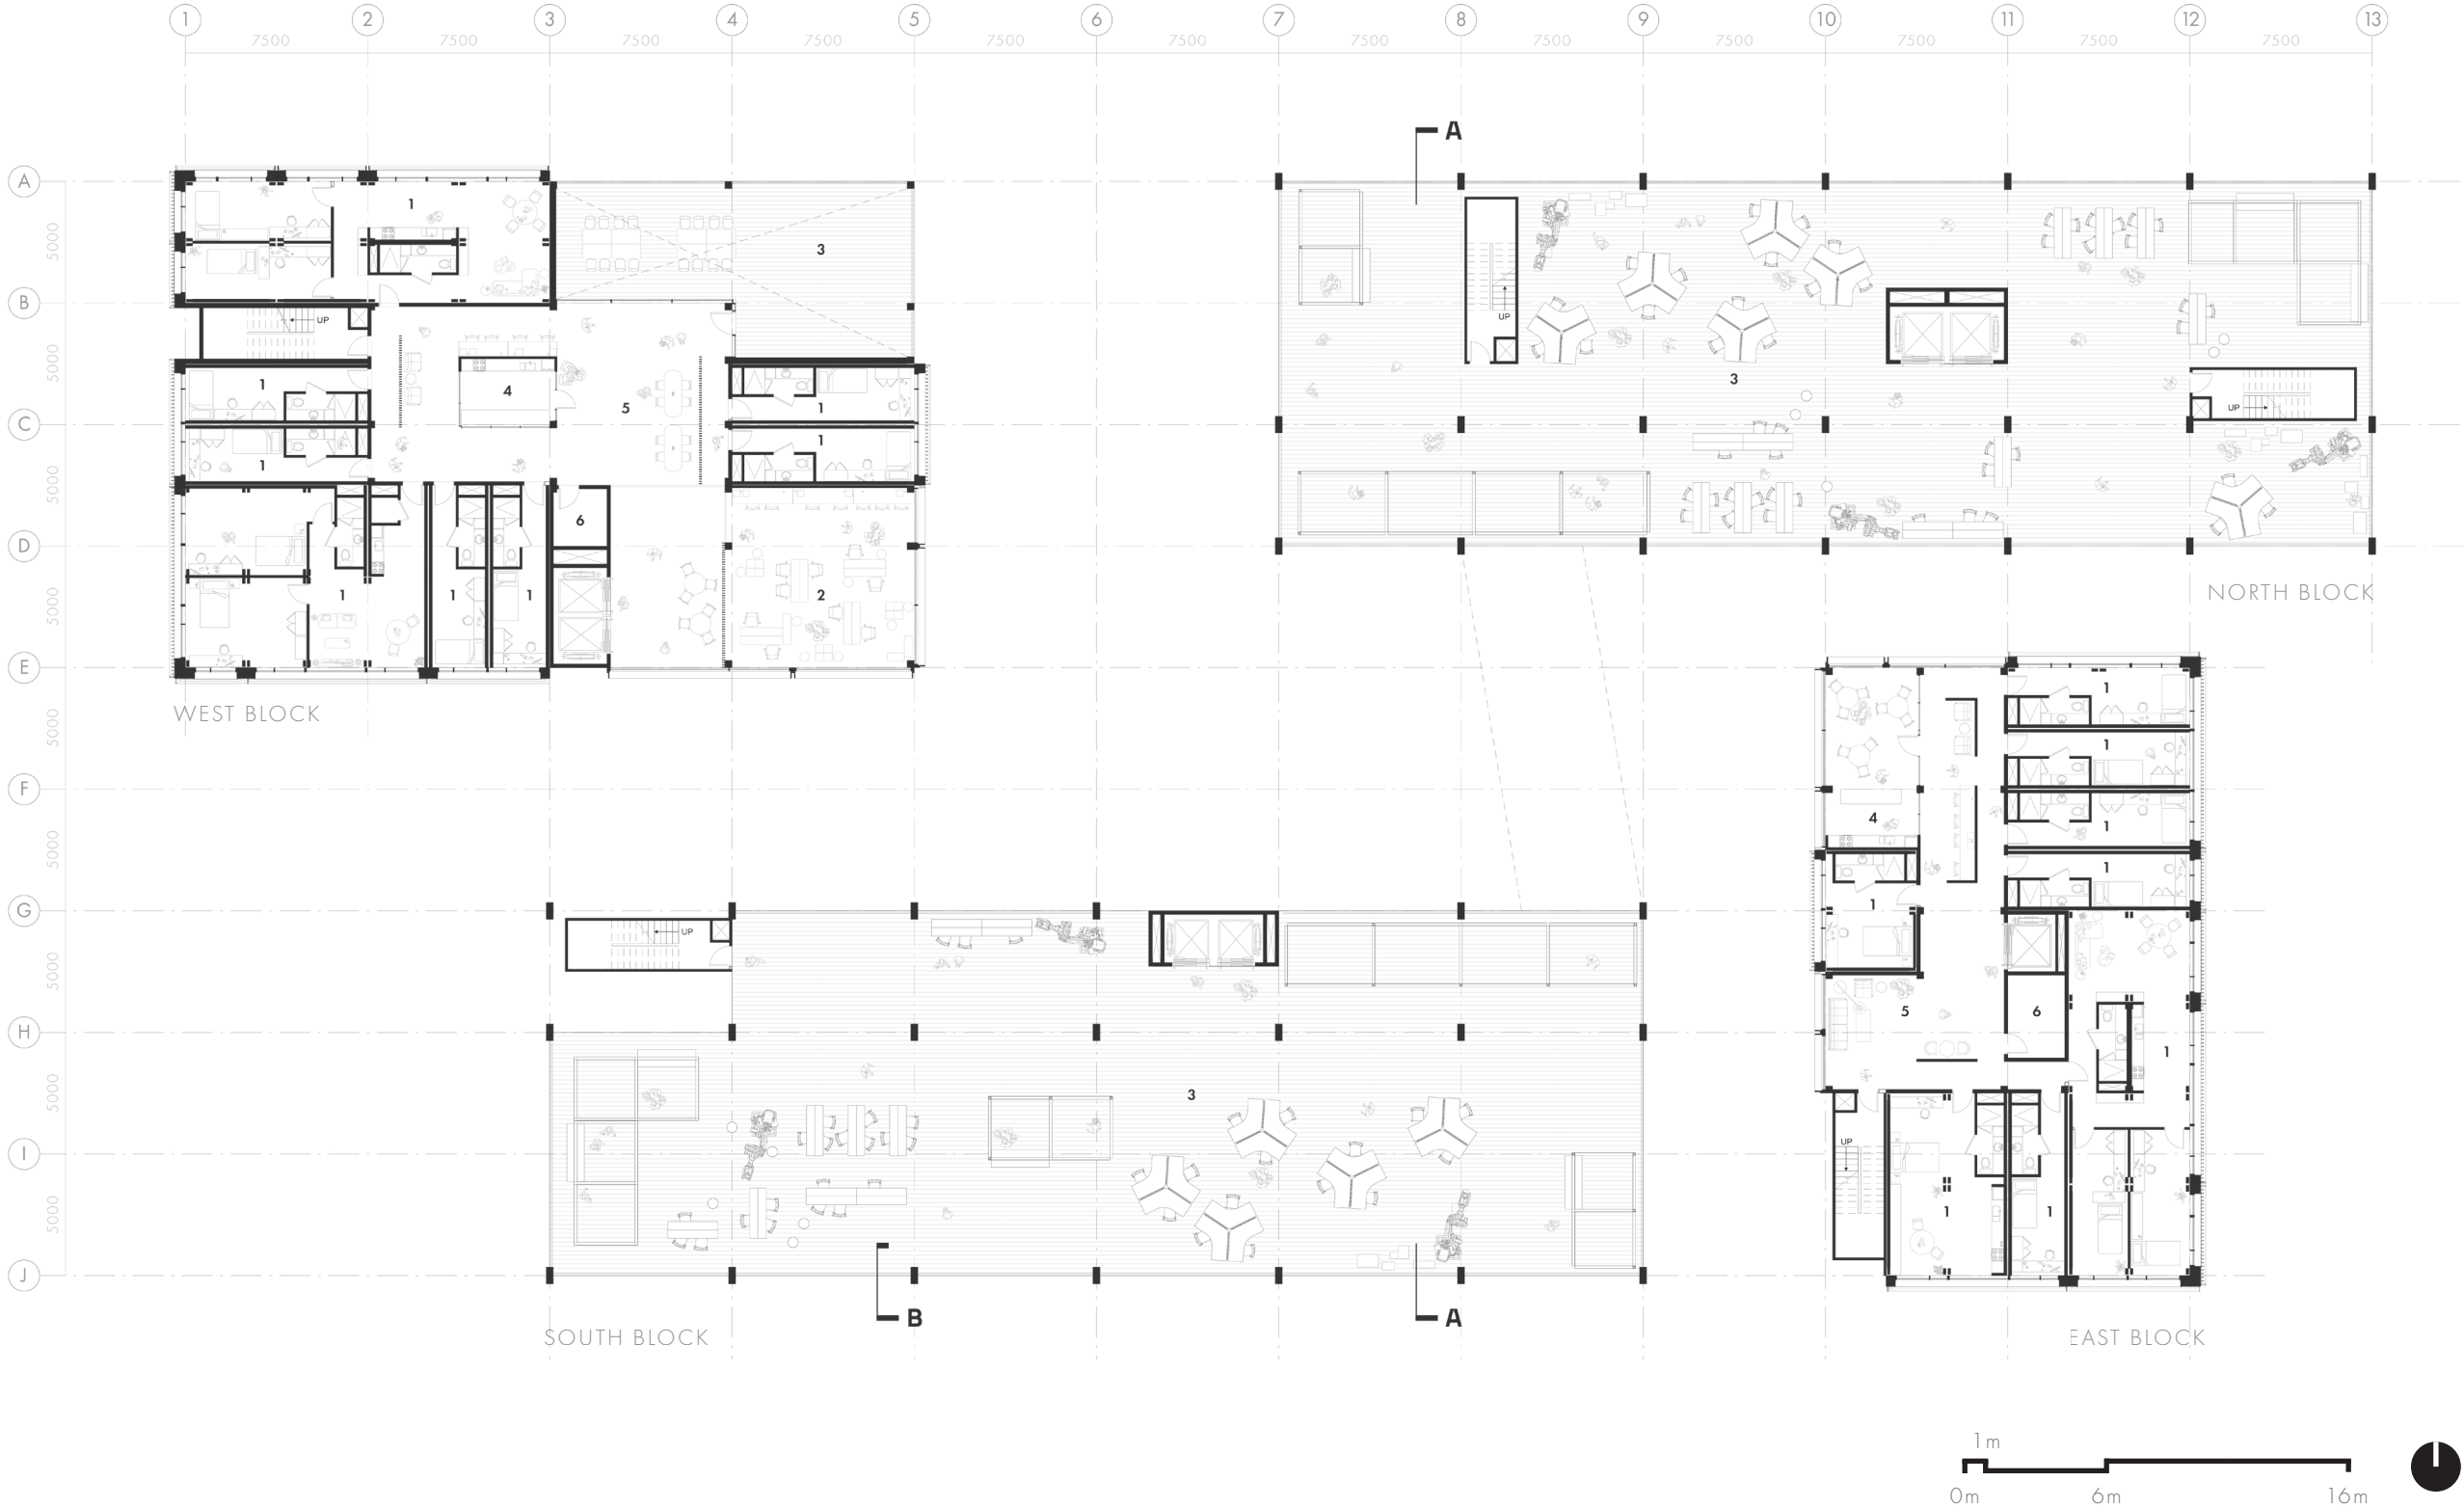 1 2 3 4 5 6 7 8 9 10 11 12 13
7500 7500 7500 7500 7500 7500 7500 7500 7500 7500 7500 7500
A
A
1
3
5000
B
UP
UP
5000
1
4
5
1
3
C
UP
1
1
5000
6
D
1
1
1
2
5000
NORTH BLOCK
E
WEST BLOCK
1
5000
1
F
4
1
5000
1
1
G
UP
5000
5
6
H
1
3
5000
UP
I
1
1
5000
J
B
A
SOUTH BLOCK
EAST BLOCK
1m
0m 6m 16m